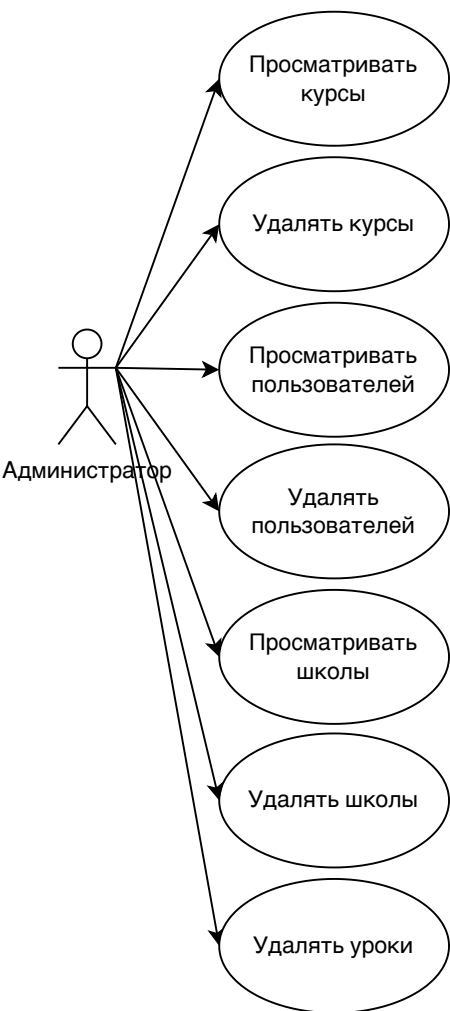 Просматривать
курсы
Удалять курсы
Просматривать
пользователей
Администратор
Удалять
пользователей
Просматривать
школы
Удалять школы
Удалять уроки